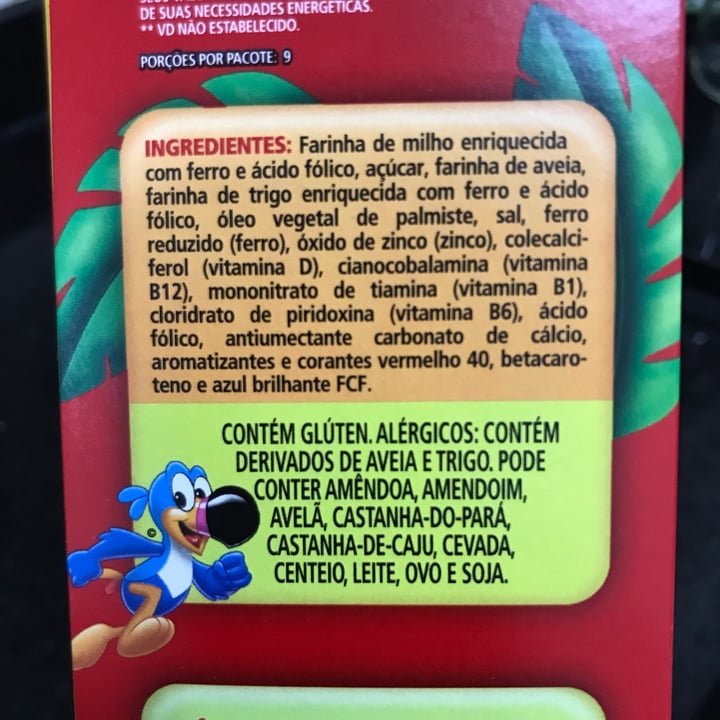 DE SUAS NECESSIDADES ENERGÉTICAS.
** VD NÃO ESTABELECIDO.
PORÇÕES POR PACOTE: 9
INGREDIENTES: Farinha de milho enriquecida
com ferro e ácido fólico, açúcar, farinha de aveia,
farinha de trigo enriquecida com ferro e ácido
fólico, óleo vegetal de palmiste, sal, ferro
reduzido (ferro), óxido de zinco (zinco), colecalci-
ferol (vitamina D), cianocobalamina (vitamina
B12), mononitrato de tiamina (vitamina B1),
cloridrato de piridoxina (vitamina B6), ácido
fólico, antiumectante carbonato de cálcio,
aromatizantes e corantes vermelho 40, betacaro-
teno e azul brilhante FCF.
CONTÉM GLÚTEN. ALÉRGICOS: CONTÉM
DERIVADOS DE AVEIA E TRIGO. PODE
CONTER AMÊNDOA, AMENDOIM,
AVELÃ, CASTANHA-DO-PARÁ,
CASTANHA-DE-CAJU, CEVADA,
CENTEIO, LEITE, OVO E SOJA.
©